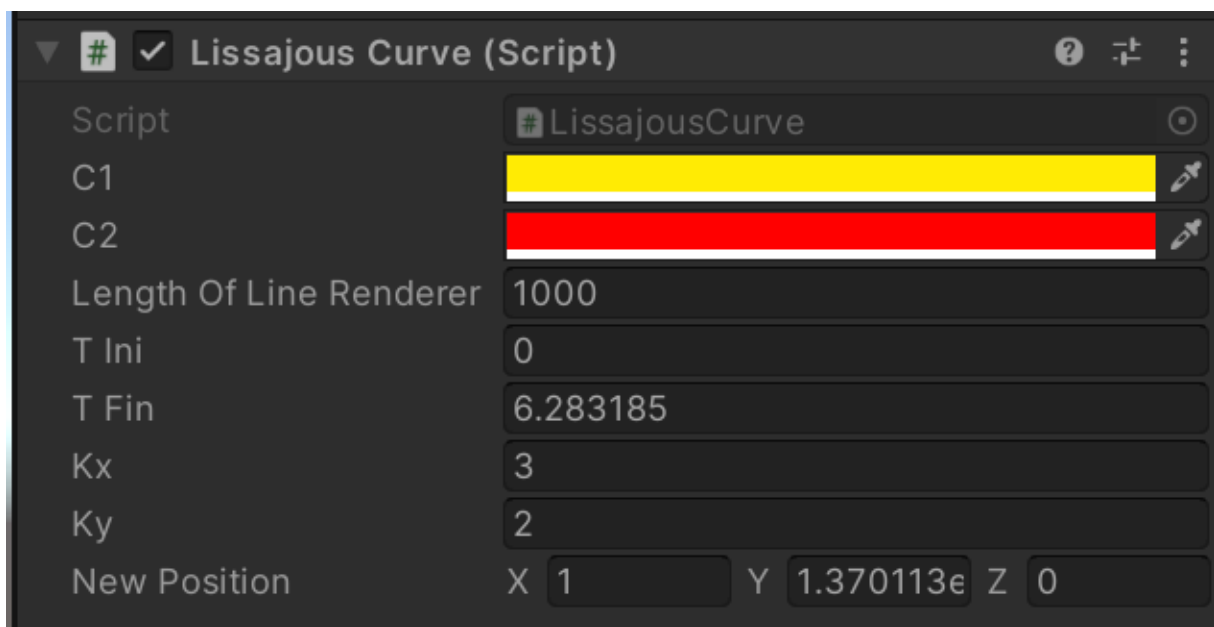 # Lissajous Curve (Script)
Script # LissajousCurve
C1
C2
Length Of Line Renderer 1000
T Ini 0
T Fin 6.283185
Kx 3
Ky 2
New Position X 1 Y 1.370113e Z 0